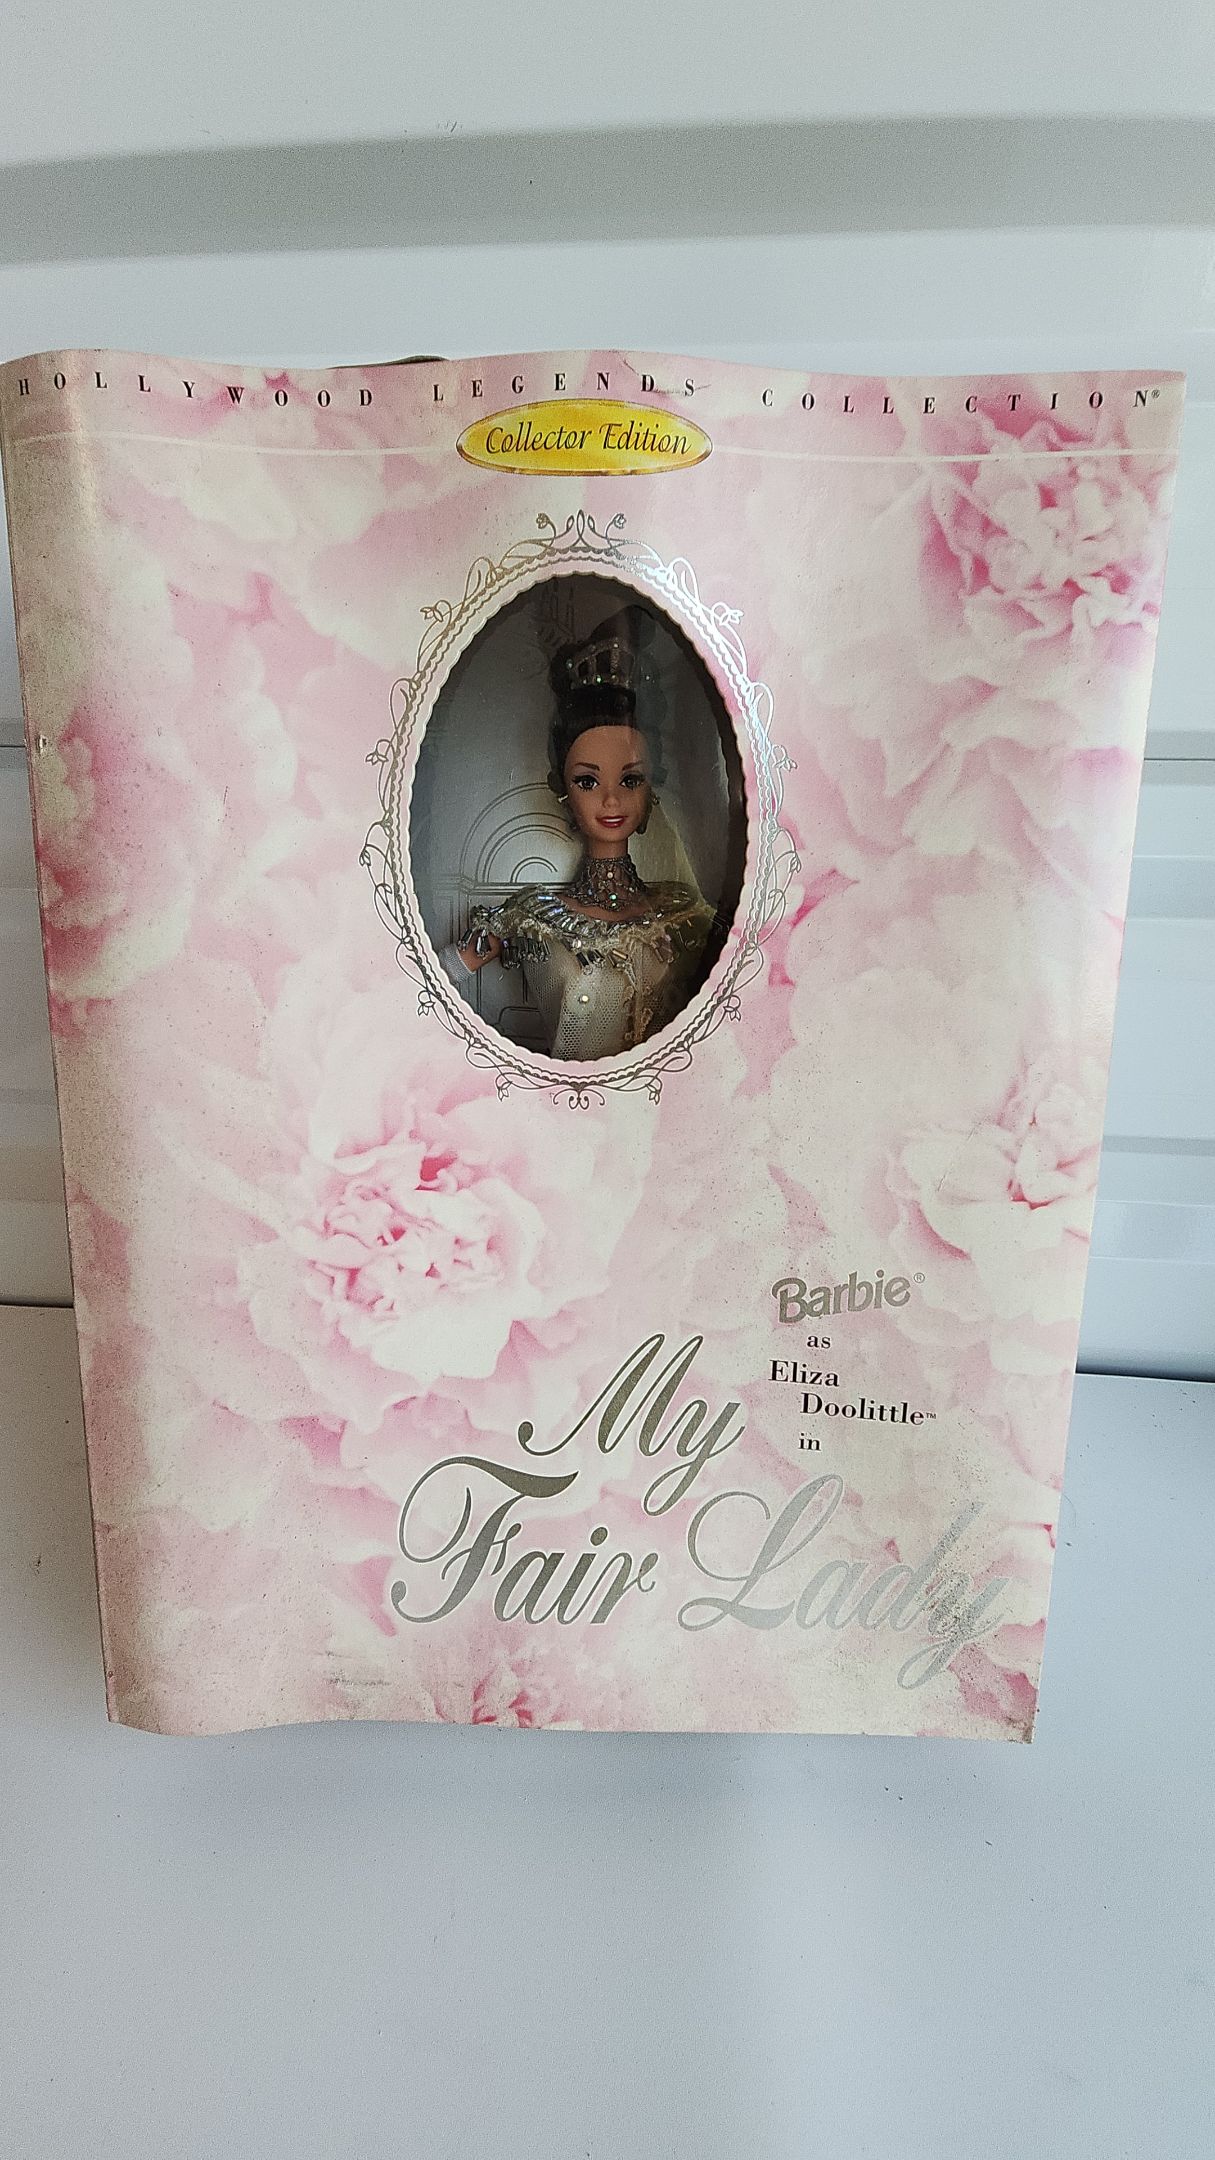 HOLLYWOOD LEGENDS COLLECTION®
Collector Edition
Barbie®
as
Eliza
Doolittle™
in
My
Fair Lady